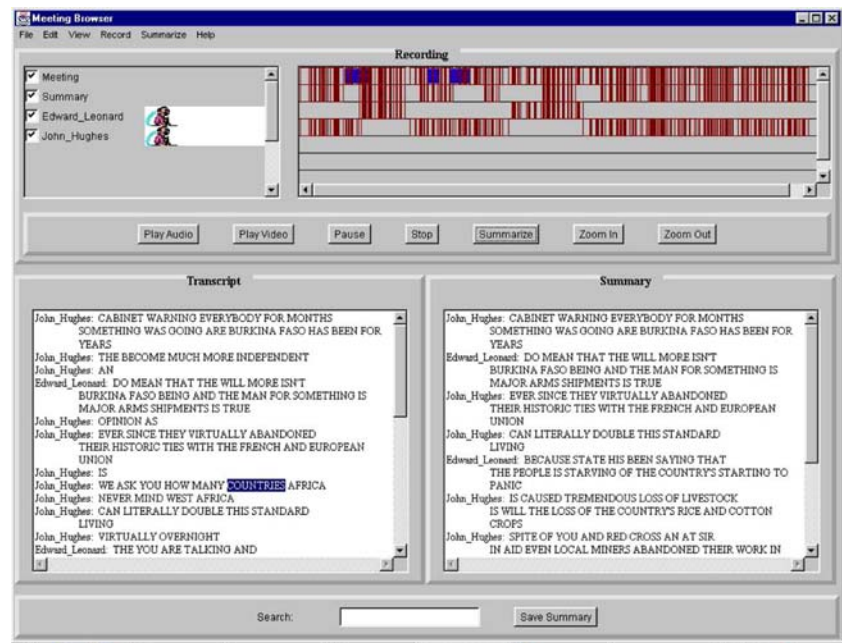 Meeting Browser
File Edit View Record Summarize Help
Recording
Meeting
Summary
Edward_Leonard
John_Hughes
Play Audio Play Video Pause Stop Summarize Zoom In Zoom Out
Transcript
John_Hughes: CABINET WARNING EVERYBODY FOR MONTHS
SOMETHING WAS GOING ARE BURKINA FASO HAS BEEN FOR
YEARS
John_Hughes: THE BECOME MUCH MORE INDEPENDENT
John_Hughes: AN
Edward_Leonard: DO MEAN THAT THE WILL MORE ISN'T
BURKINA FASO BEING AND THE MAN FOR SOMETHING IS
MAJOR ARMS SHIPMENTS IS TRUE
John_Hughes: OPINION AS
John_Hughes: EVER SINCE THEY VIRTUALLY ABANDONED
THEIR HISTORIC TIES WITH THE FRENCH AND EUROPEAN
UNION
John_Hughes: IS
John_Hughes: WE ASK YOU HOW MANY COUNTRIES AFRICA
John_Hughes: NEVER MIND WEST AFRICA
John_Hughes: CAN LITERALLY DOUBLE THIS STANDARD
LIVING
John_Hughes: VIRTUALLY OVERNIGHT
Edward_Leonard: THE YOU ARE TALKING AND
Summary
John_Hughes: CABINET WARNING EVERYBODY FOR MONTHS
SOMETHING WAS GOING ARE BURKINA FASO HAS BEEN FOR
YEARS
Edward_Leonard: DO MEAN THAT THE WILL MORE ISN'T
BURKINA FASO BEING AND THE MAN FOR SOMETHING IS
MAJOR ARMS SHIPMENTS IS TRUE
John_Hughes: EVER SINCE THEY VIRTUALLY ABANDONED
THEIR HISTORIC TIES WITH THE FRENCH AND EUROPEAN
UNION
John_Hughes: CAN LITERALLY DOUBLE THIS STANDARD
LIVING
Edward_Leonard: BECAUSE STATE HIS BEEN SAYING THAT
THE PEOPLE IS STARVING OF THE COUNTRY'S STARTING TO
PANIC
John_Hughes: IS CAUSED TREMENDOUS LOSS OF LIVESTOCK
IS WILL THE LOSS OF THE COUNTRY'S RICE AND COTTON
CROPS
John_Hughes: SPITE OF YOU AND RED CROSS AN AT SIR
IN AID EVEN LOCAL MINERS ABANDONED THEIR WORK IN
Search: Save Summary